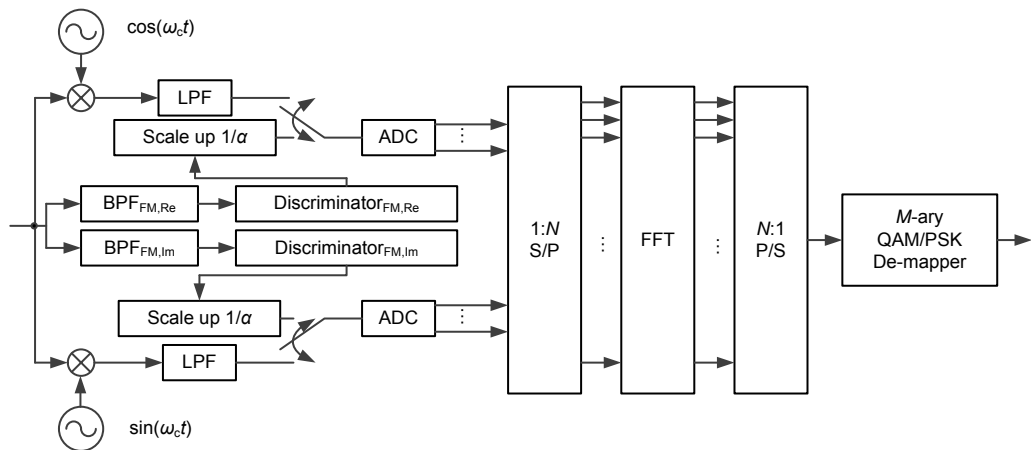 cos(ωct)
LPF
Scale up 1/α
ADC
BPFFM,Re
DiscriminatorFM,Re
BPFFM,Im
DiscriminatorFM,Im
Scale up 1/α
ADC
LPF
sin(ωct)
1:N
S/P
FFT
N:1
P/S
M-ary
QAM/PSK
De-mapper